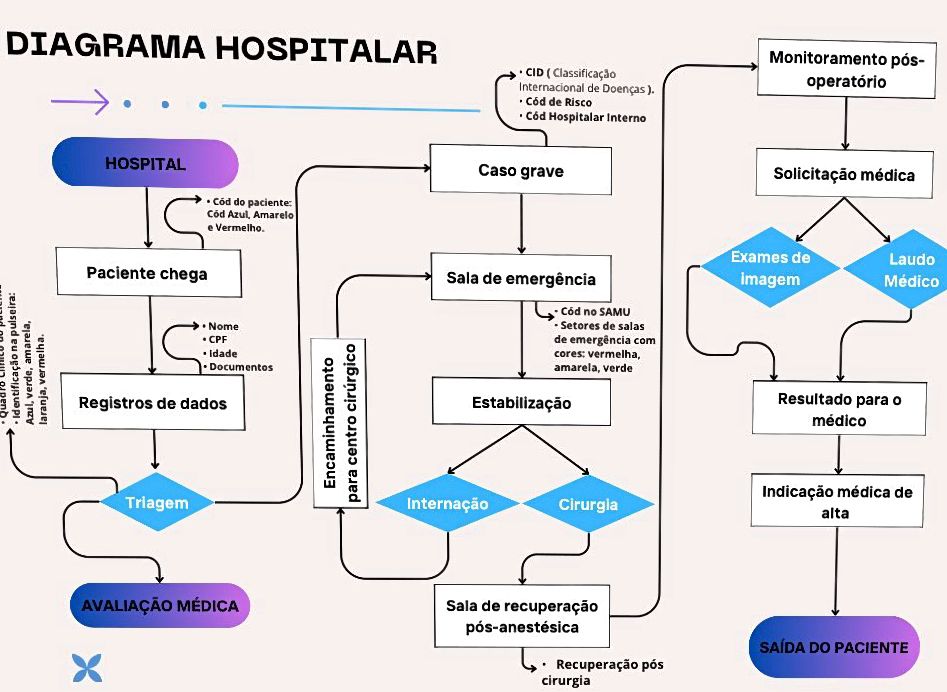 DIAGRAMA HOSPITALAR
HOSPITAL
• Cód do paciente:
Cód Azul, Amarelo
e Vermelho.
Paciente chega
• Nome
• CPF
• Idade
• Documentos
Registros de dados
• Quadro Clínico do paciente
• Identificação na pulseira:
Azul, verde, amarela,
laranja, vermelha.
Triagem
AVALIAÇÃO MÉDICA
• CID ( Classificação
Internacional de Doenças ).
• Cód de Risco
• Cód Hospitalar Interno
Caso grave
Sala de emergência
• Cód no SAMU
• Setores de salas
de emergência com
cores: vermelha,
amarela, verde
Estabilização
Encaminhamento
para centro cirúrgico
Internação
Cirurgia
Sala de recuperação
pós-anestésica
• Recuperação pós
cirurgia
Monitoramento pós-
operatório
Solicitação médica
Exames de
imagem
Laudo
Médico
Resultado para o
médico
Indicação médica de
alta
SAÍDA DO PACIENTE